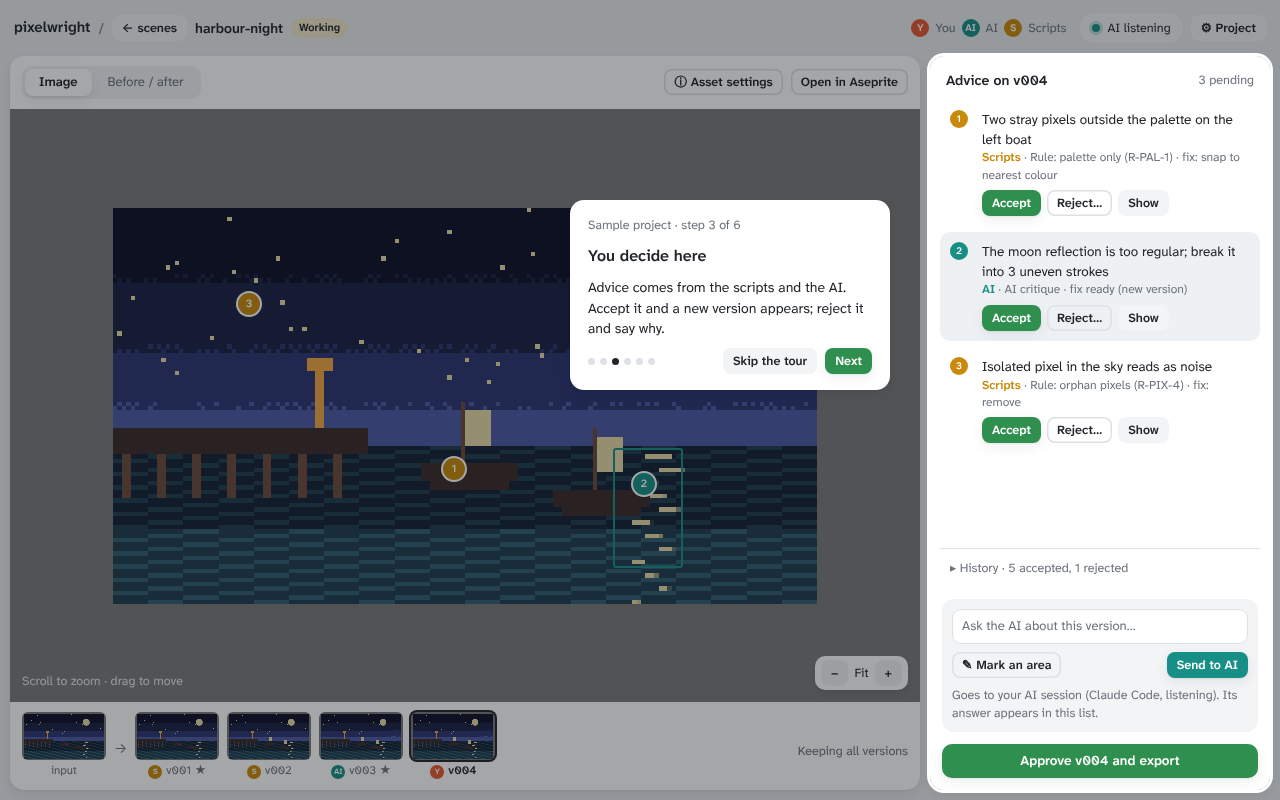 pixelwright / ← scenes harbour-night Working
Y You AI AI S Scripts AI listening ⚙ Project
Image Before / after
ⓘ Asset settings Open in Aseprite
3
1
2
Sample project · step 3 of 6
You decide here
Advice comes from the scripts and the AI.
Accept it and a new version appears; reject it
and say why.
Skip the tour Next
Scroll to zoom · drag to move
− Fit +
input → S v001 ★ S v002 AI v003 ★ Y v004
Keeping all versions
Advice on v004 3 pending
1 Two stray pixels outside the palette on the
left boat
Scripts · Rule: palette only (R-PAL-1) · fix: snap to
nearest colour
Accept Reject… Show
2 The moon reflection is too regular; break it
into 3 uneven strokes
AI · AI critique · fix ready (new version)
Accept Reject… Show
3 Isolated pixel in the sky reads as noise
Scripts · Rule: orphan pixels (R-PIX-4) · fix:
remove
Accept Reject… Show
▸ History · 5 accepted, 1 rejected
Ask the AI about this version…
✎ Mark an area Send to AI
Goes to your AI session (Claude Code, listening). Its
answer appears in this list.
Approve v004 and export